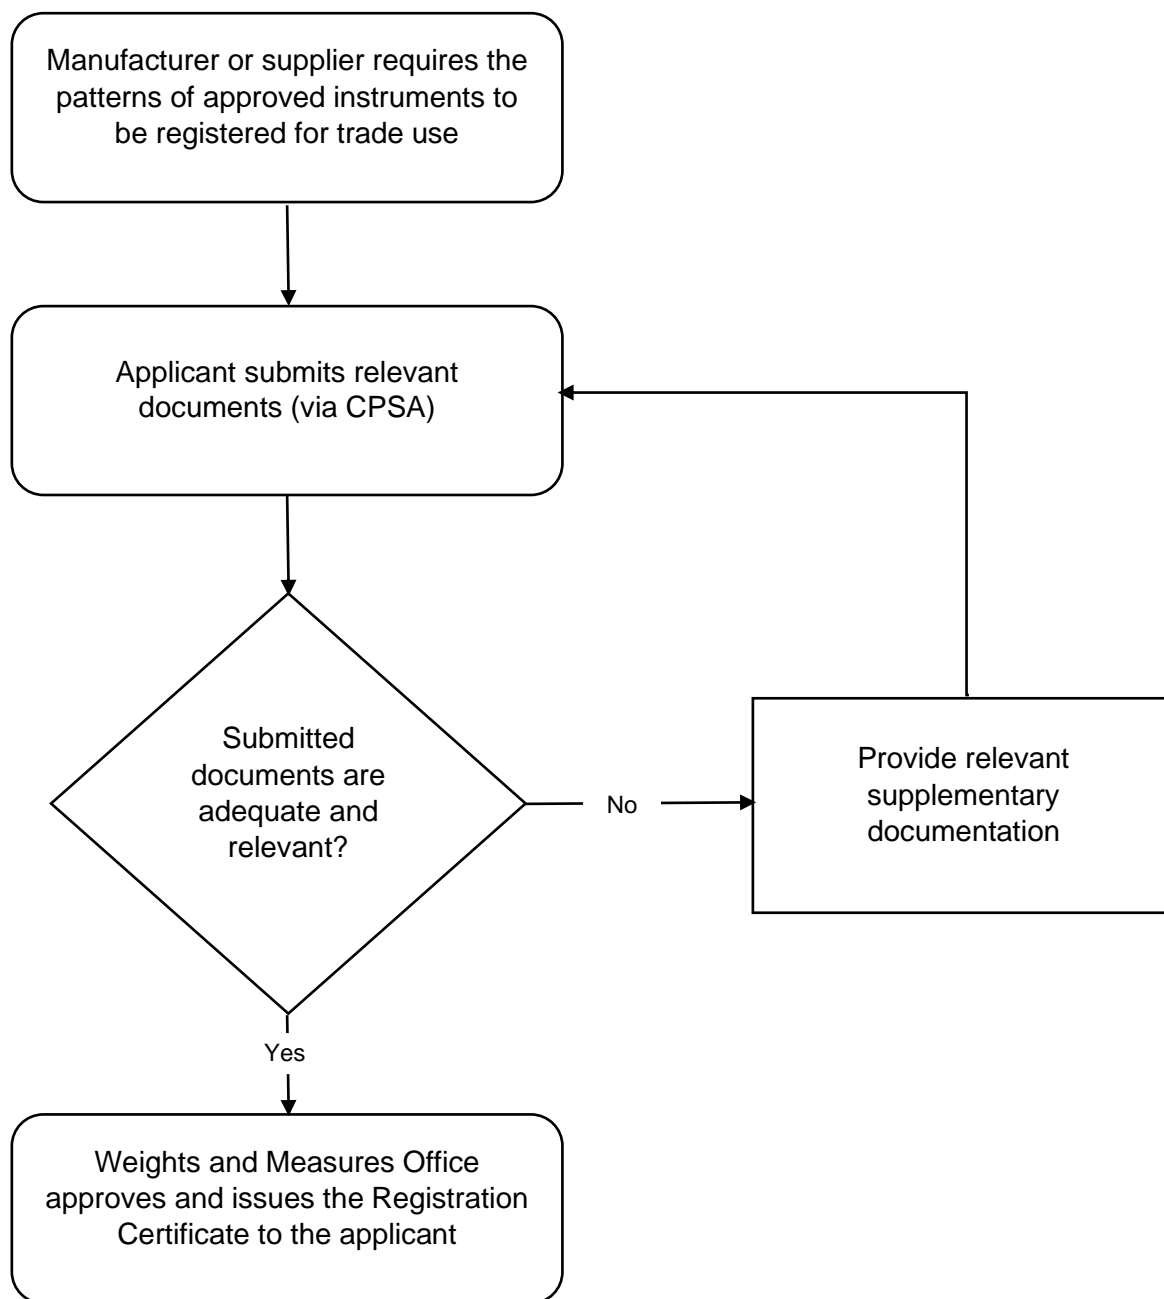 Manufacturer or supplier requires the
patterns of approved instruments to
be registered for trade use
Applicant submits relevant
documents (via CPSA)
Submitted
documents are
adequate and
relevant?
No
Provide relevant
supplementary
documentation
Yes
Weights and Measures Office
approves and issues the Registration
Certificate to the applicant